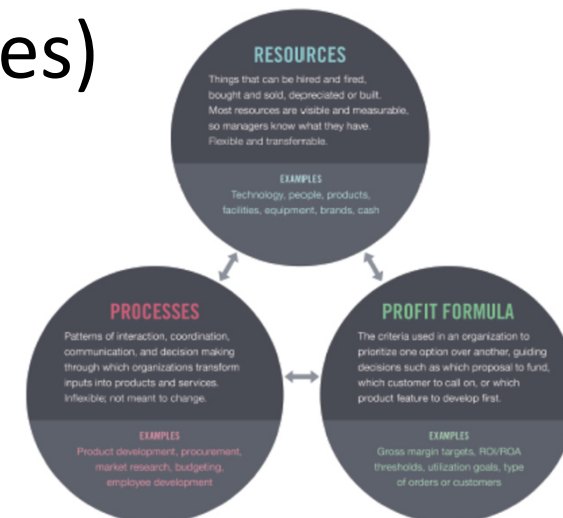 es)
RESOURCES
Things that can be hired and fired,
bought and sold, depreciated or built.
Most resources are visible and measurable,
so managers know what they have.
Flexible and transferrable.
EXAMPLES
Technology, people, products,
facilities, equipment, brands, cash
PROCESSES
Patterns of interaction, coordination,
communication, and decision making
through which organizations transform
inputs into products and services.
Inflexible; not meant to change.
EXAMPLES
Product development, procurement,
market research, budgeting,
employee development
PROFIT FORMULA
The criteria used in an organization to
prioritize one option over another, guiding
decisions such as which proposal to fund,
which customer to call on, or which
product feature to develop first.
EXAMPLES
Gross margin targets, ROI/ROA
thresholds, utilization goals, type
of orders or customers